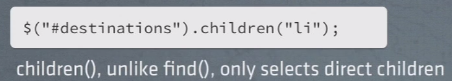 $("#destinations").children("li");
children(), unlike find(), only selects direct children